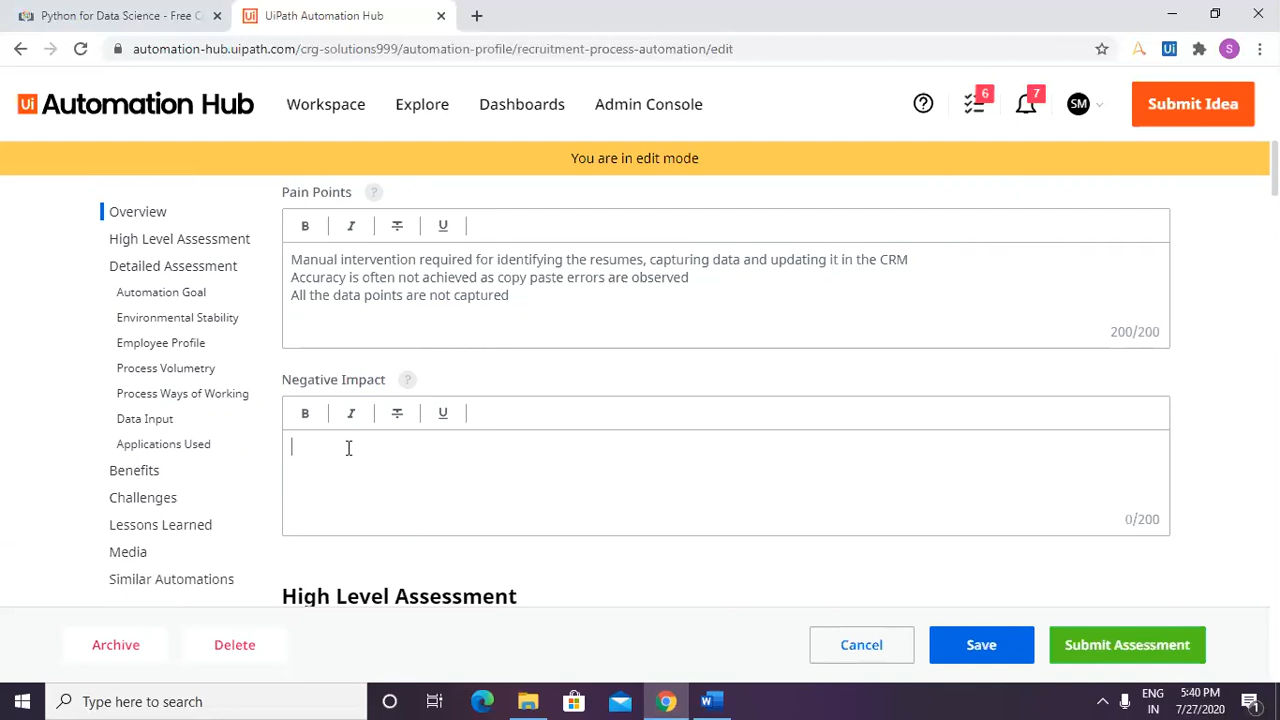 Python for Data Science - Free C
UiPath Automation Hub
automation-hub.uipath.com/crg-solutions999/automation-profile/recruitment-process-automation/edit
S
Ui Automation Hub
Workspace
Explore
Dashboards
Admin Console
6
7
SM
Submit Idea
You are in edit mode
Overview
High Level Assessment
Detailed Assessment
Automation Goal
Environmental Stability
Employee Profile
Process Volumetry
Process Ways of Working
Data Input
Applications Used
Benefits
Challenges
Lessons Learned
Media
Similar Automations
Pain Points ?
B I T U
Manual intervention required for identifying the resumes, capturing data and updating it in the CRM
Accuracy is often not achieved as copy paste errors are observed
All the data points are not captured
200/200
Negative Impact ?
B I T U
0/200
High Level Assessment
Archive
Delete
Cancel
Save
Submit Assessment
Type here to search
ENG
IN
5:40 PM
7/27/2020
1